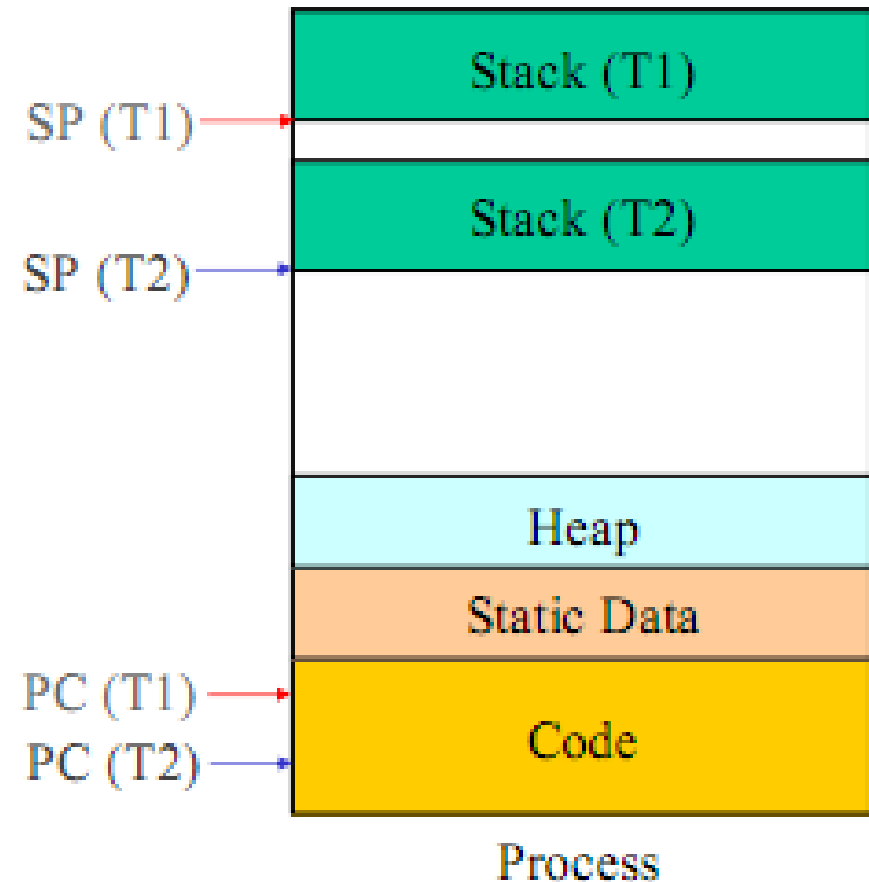 Stack (T1)
SP (T1)
Stack (T2)
SP (T2)
Heap
Static Data
PC (T1)
Code
PC (T2)
Process